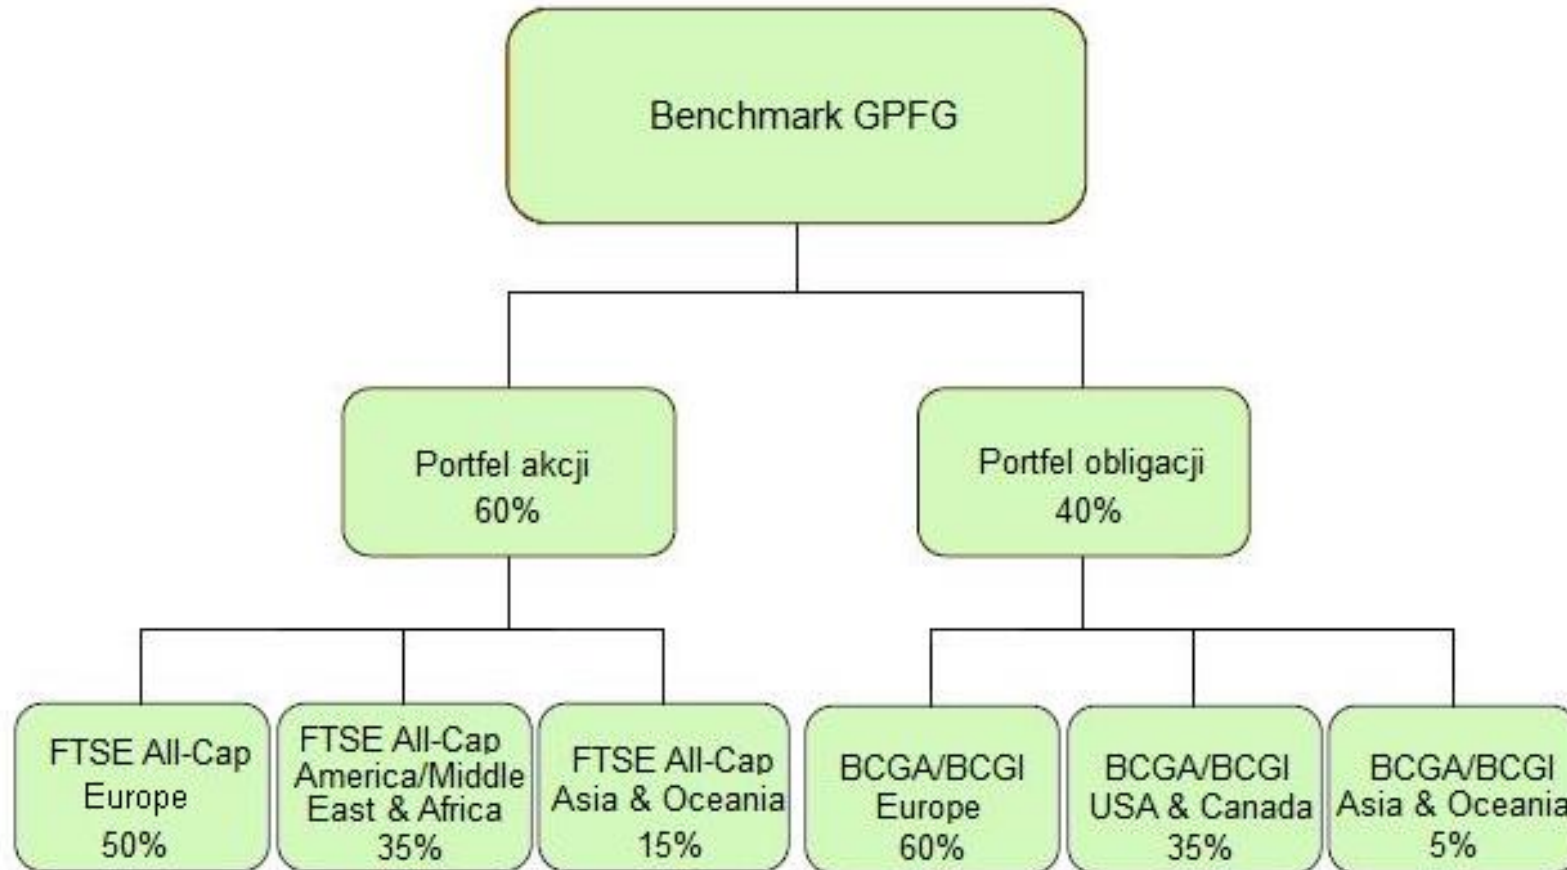 Benchmark GPFG
Portfel akcji
60%
Portfel obligacji
40%
FTSE All-Cap
Europe
50%
FTSE All-Cap
America/Middle
East & Africa
35%
FTSE All-Cap
Asia & Oceania
15%
BCGA/BCGI
Europe
60%
BCGA/BCGI
USA & Canada
35%
BCGA/BCGI
Asia & Oceania
5%